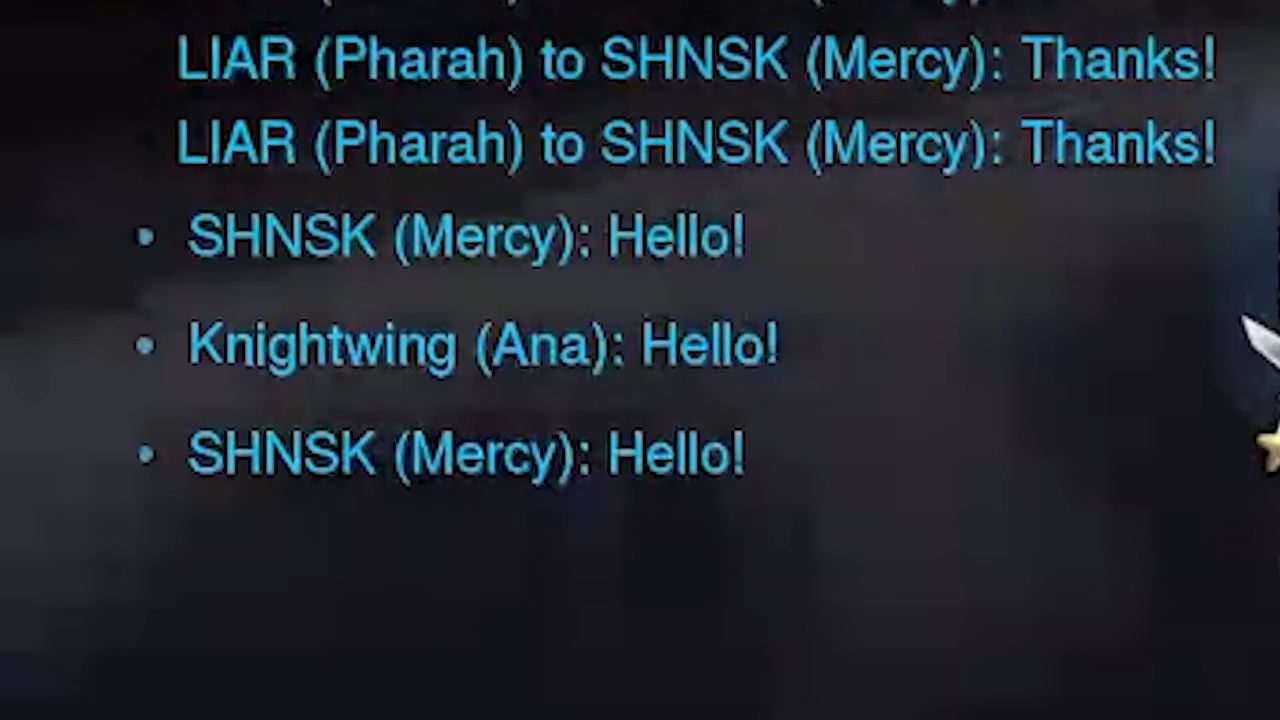 LIAR (Pharah) to SHNSK (Mercy): Thanks!
LIAR (Pharah) to SHNSK (Mercy): Thanks!
• SHNSK (Mercy): Hello!
• Knightwing (Ana): Hello!
• SHNSK (Mercy): Hello!